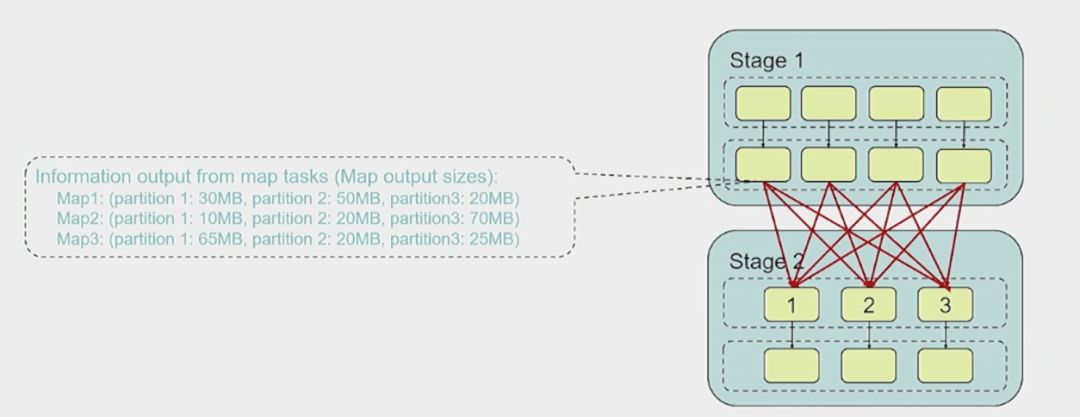 Stage 1
Information output from map tasks (Map output sizes):
Map1: (partition 1: 30MB, partition 2: 50MB, partition3: 20MB)
Map2: (partition 1: 10MB, partition 2: 20MB, partition3: 70MB)
Map3: (partition 1: 65MB, partition 2: 20MB, partition3: 25MB)
Stage 2
1 2 3